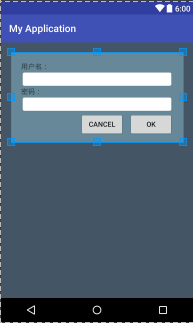 6:00
My Application
用户名：
密码：
CANCEL OK